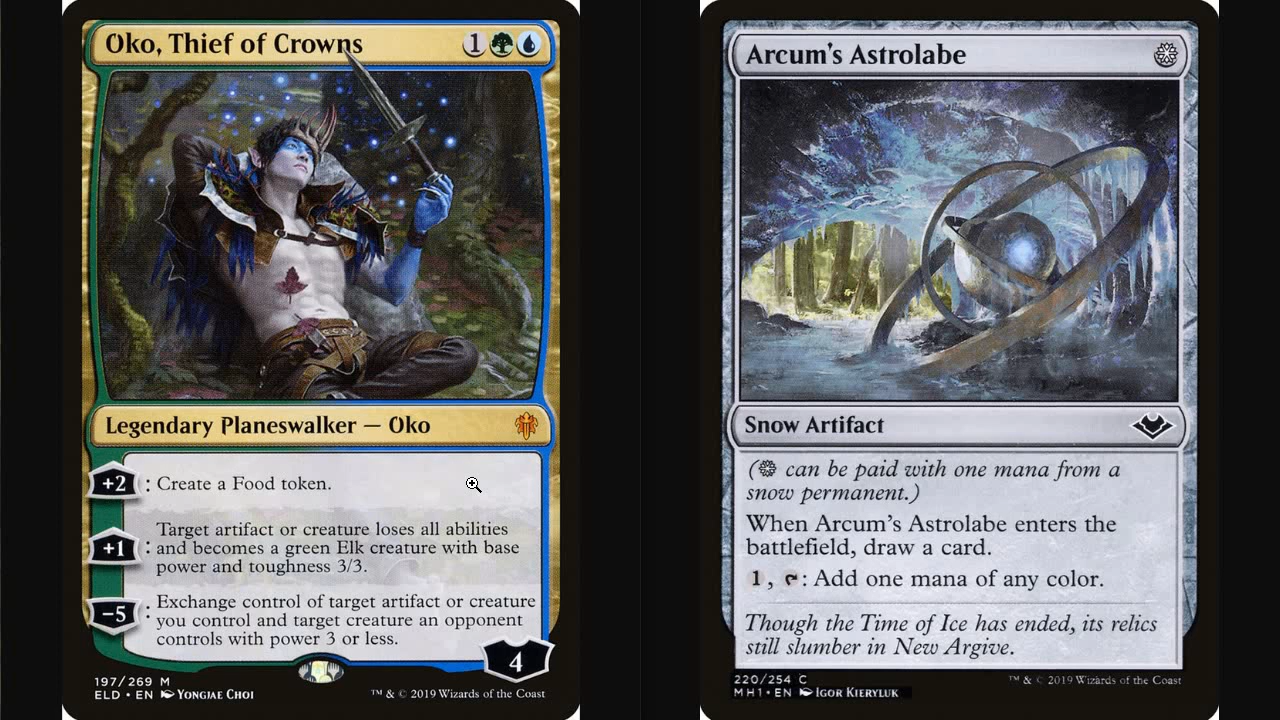 Oko, Thief of Crowns
1
Legendary Planeswalker — Oko
+2 : Create a Food token.
+1 : Target artifact or creature loses all abilities
and becomes a green Elk creature with base
power and toughness 3/3.
−5 : Exchange control of target artifact or creature
you control and target creature an opponent
controls with power 3 or less.
4
197/269 M
ELD • EN Yongjae Choi
™ & © 2019 Wizards of the Coast
Arcum's Astrolabe
Snow Artifact
( can be paid with one mana from a
snow permanent.)
When Arcum's Astrolabe enters the
battlefield, draw a card.
1, : Add one mana of any color.
Though the Time of Ice has ended, its relics
still slumber in New Argive.
220/254 C
MH1 • EN Igor Kieryluk
™ & © 2019 Wizards of the Coast